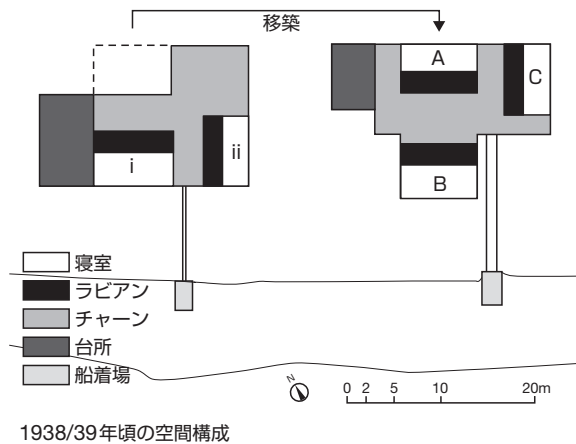 移築
A
C
i
ii
B
寝室
ラビアン
チャーン
台所
船着場
N
0 2 5 10 20m
1938/39年頃の空間構成